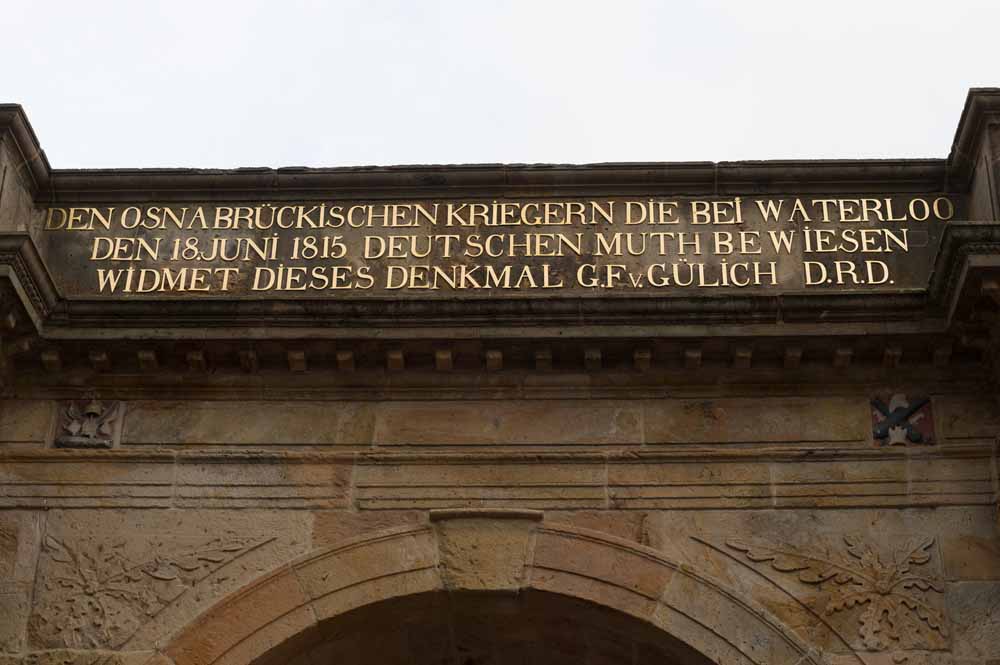 DEN OSNABRÜCKISCHEN KRIEGERN DIE BEI WATERLOO
DEN 18.JUNI 1815 DEUTSCHEN MUTH BEWIESEN
WIDMET DIESES DENKMAL G.F.v.GÜLICH D.R.D.